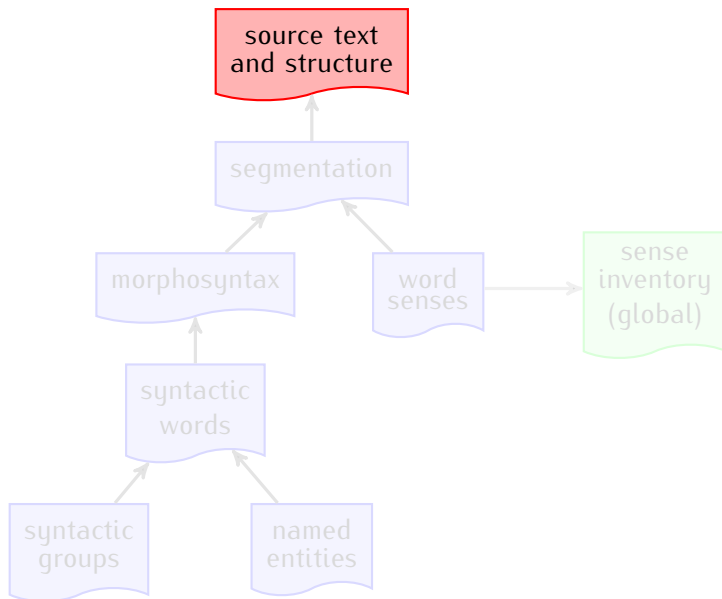 source text
and structure
segmentation
morphosyntax
word
senses
sense
inventory
(global)
syntactic
words
syntactic
groups
named
entities